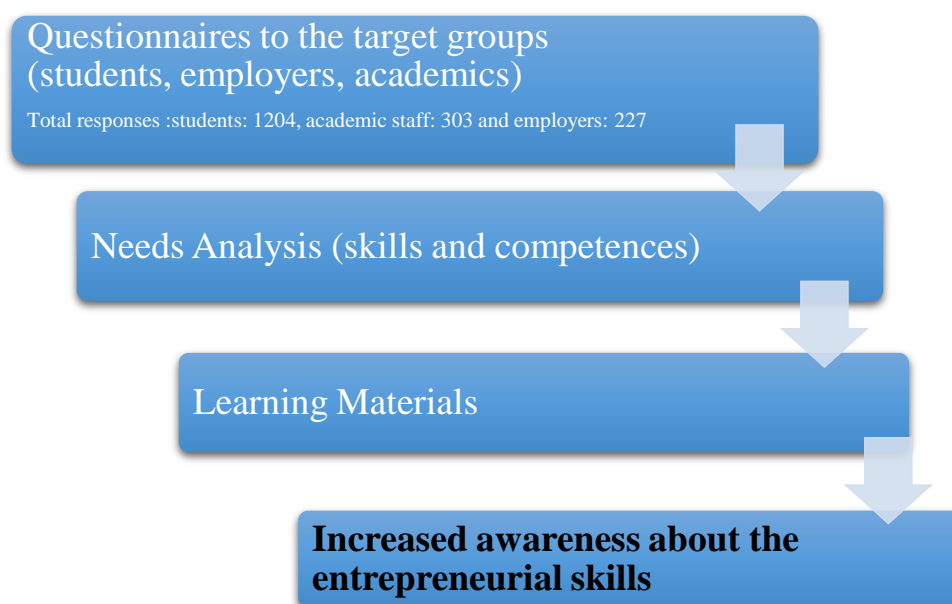 Questionnaires to the target groups
(students, employers, academics)
Total responses :students: 1204, academic staff: 303 and employers: 227
Needs Analysis (skills and competences)
Learning Materials
Increased awareness about the
entrepreneurial skills